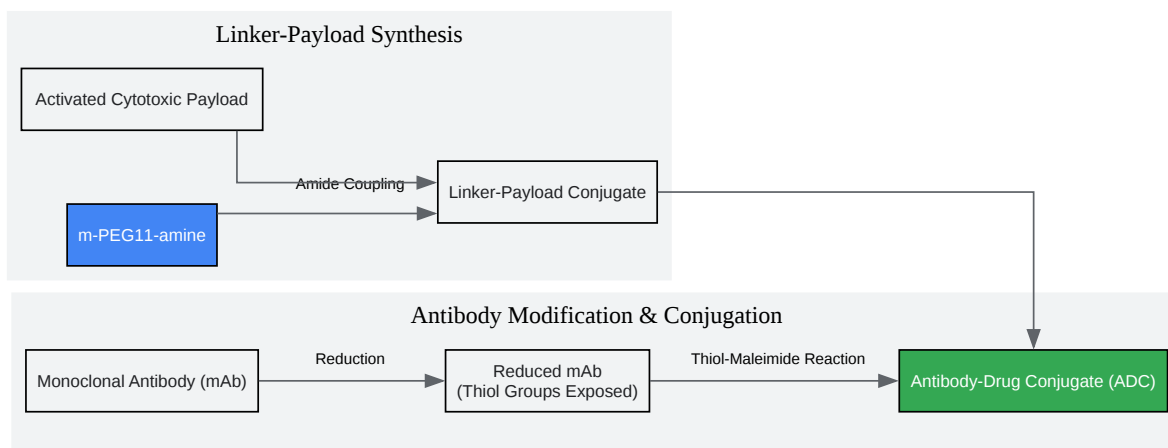 Linker-Payload Synthesis
Activated Cytotoxic Payload
Amide Coupling
Linker-Payload Conjugate
m-PEG11-amine
Antibody Modification & Conjugation
Monoclonal Antibody (mAb)
Reduction
Reduced mAb
(Thiol Groups Exposed)
Thiol-Maleimide Reaction
Antibody-Drug Conjugate (ADC)